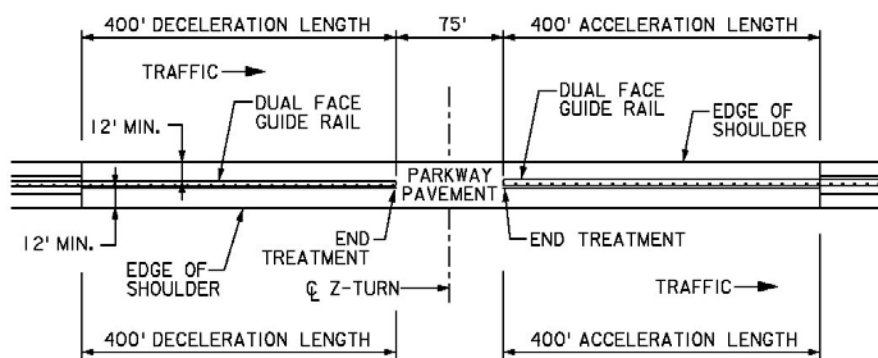 400' DECELERATION LENGTH
75'
400' ACCELERATION LENGTH
TRAFFIC
DUAL FACE
GUIDE RAIL
DUAL FACE
GUIDE RAIL
EDGE OF
SHOULDER
12' MIN.
PARKWAY
PAVEMENT
12' MIN.
END
TREATMENT
END TREATMENT
EDGE OF
SHOULDER
℄ Z-TURN
TRAFFIC
400' DECELERATION LENGTH
400' ACCELERATION LENGTH